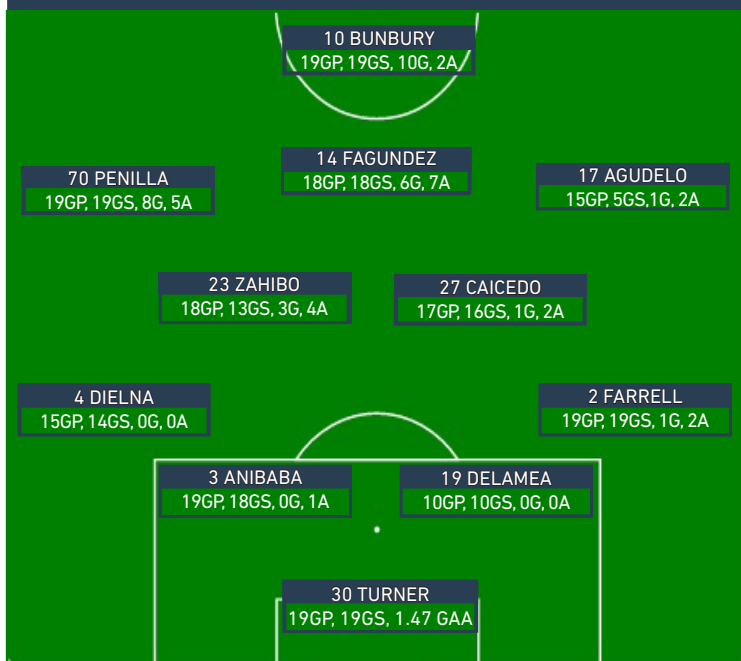 10 BUNBURY
19GP, 19GS, 10G, 2A
14 FAGUNDEZ
18GP, 18GS, 6G, 7A
70 PENILLA
19GP, 19GS, 8G, 5A
17 AGUDELO
15GP, 5GS,1G, 2A
23 ZAHIBO
18GP, 13GS, 3G, 4A
27 CAICEDO
17GP, 16GS, 1G, 2A
4 DIELNA
15GP, 14GS, 0G, 0A
2 FARRELL
19GP, 19GS, 1G, 2A
3 ANIBABA
19GP, 18GS, 0G, 1A
19 DELAMEA
10GP, 10GS, 0G, 0A
30 TURNER
19GP, 19GS, 1.47 GAA